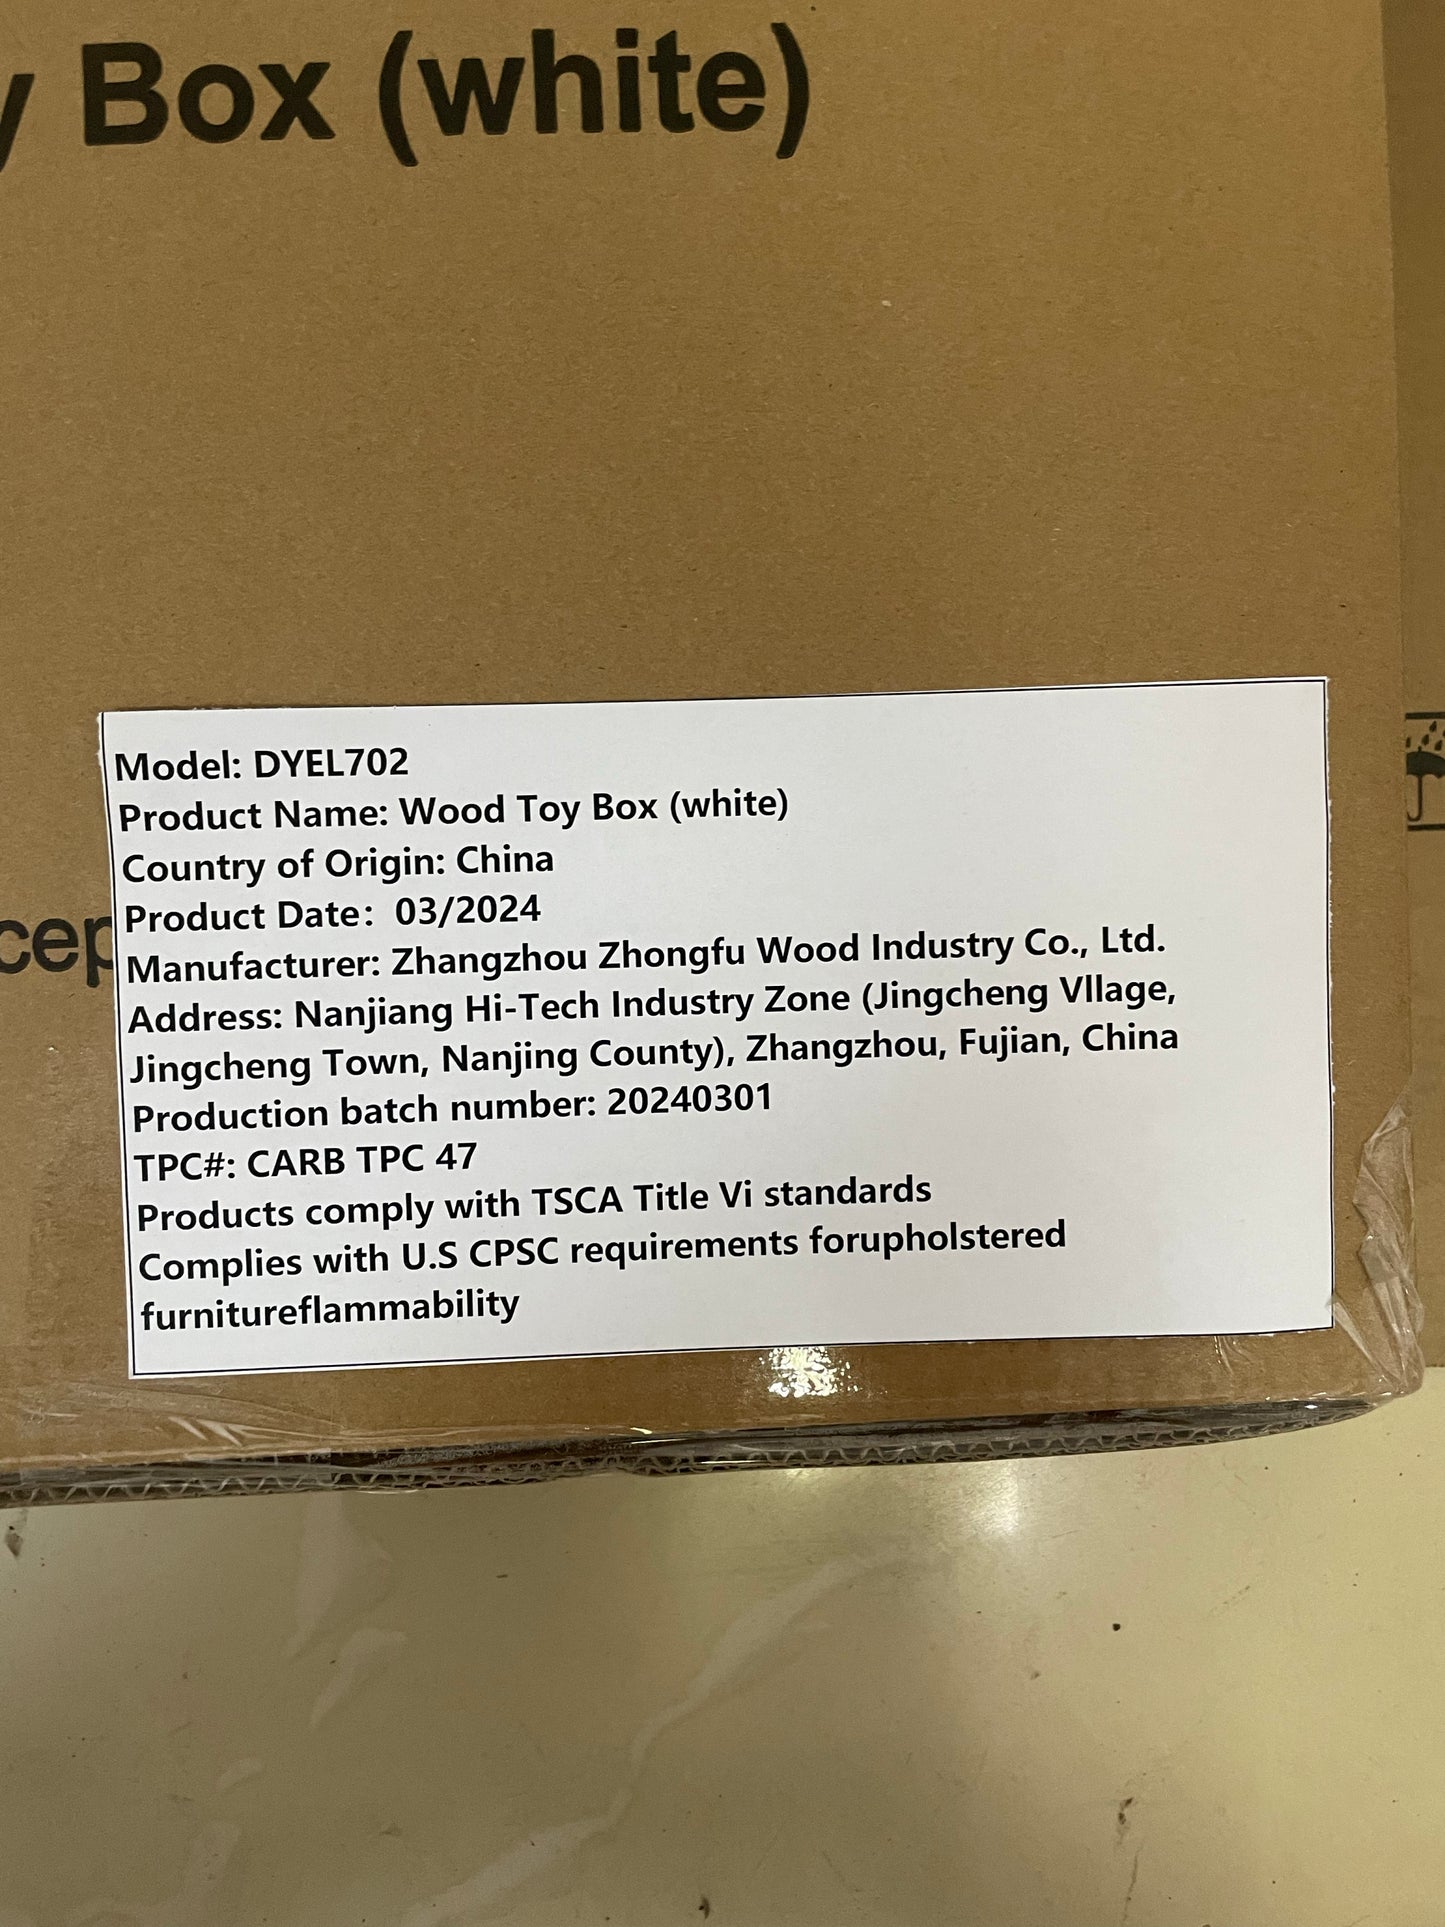 y Box (white)
Model: DYEL702
Product Name: Wood Toy Box (white)
Country of Origin: China
Product Date: 03/2024
cep
Manufacturer: Zhangzhou Zhongfu Wood Industry Co., Ltd.
Address: Nanjiang Hi-Tech Industry Zone (Jingcheng Vllage,
Jingcheng Town, Nanjing County), Zhangzhou, Fujian, China
Production batch number: 20240301
TPC#: CARB TPC 47
Products comply with TSCA Title Vi standards
Complies with U.S CPSC requirements forupholstered
furnitureflammability